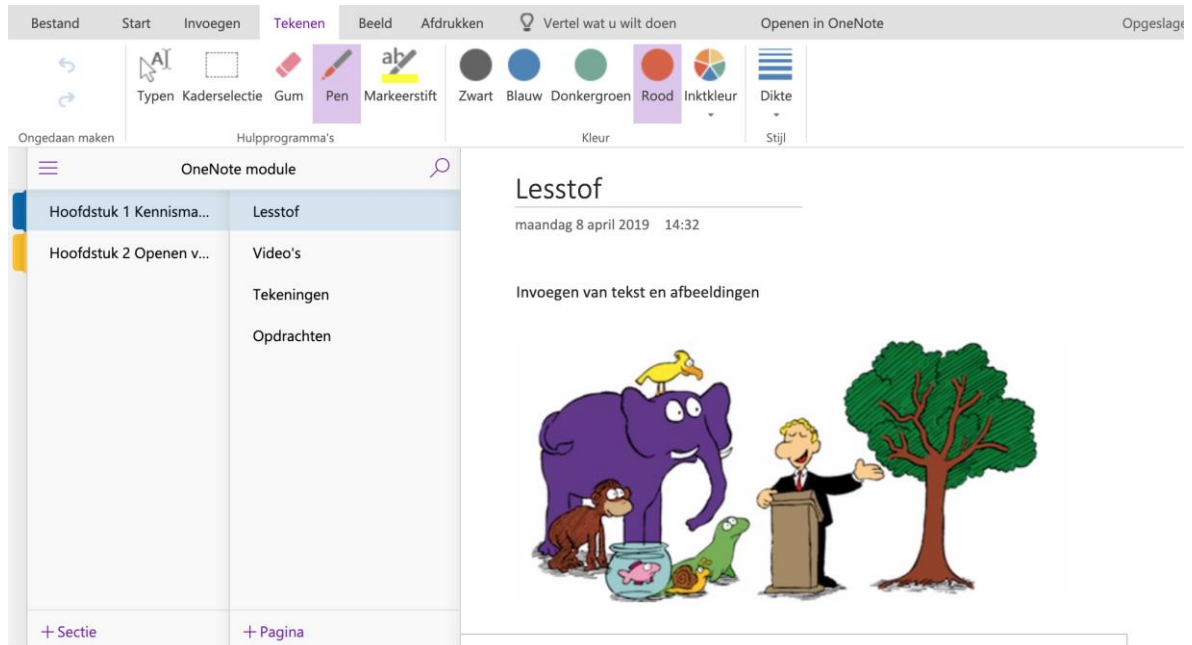 Bestand Start Invoegen Tekenen Beeld Afdrukken Vertel wat u wilt doen Openen in OneNote Opgeslage
Typen Kaderselectie Gum Pen Markeerstift Zwart Blauw Donkergroen Rood Inktkleur Dikte
Ongedaan maken Hulpprogramma's Kleur Stijl
OneNote module
Hoofdstuk 1 Kennisma...
Hoofdstuk 2 Openen v...
Lesstof
Video's
Tekeningen
Opdrachten
+ Sectie
+ Pagina
Lesstof
maandag 8 april 2019 14:32
Invoegen van tekst en afbeeldingen